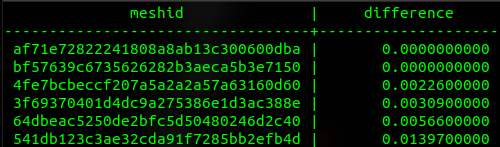 meshid | difference
----------------------------------+--------------------
af71e72822241808a8ab13c300600dba | 0.0000000000
bf57639c6735626282b3aeca5b3e7150 | 0.0000000000
4fe7bcbeccf207a5a2a2a57a63160d60 | 0.0022600000
3f69370401d4dc9a275386e1d3ac388e | 0.0030900000
64dbeac5250de2bfc5d50480246d2c40 | 0.0056600000
541db123c3ae32cda91f7285bb2efb4d | 0.0139700000